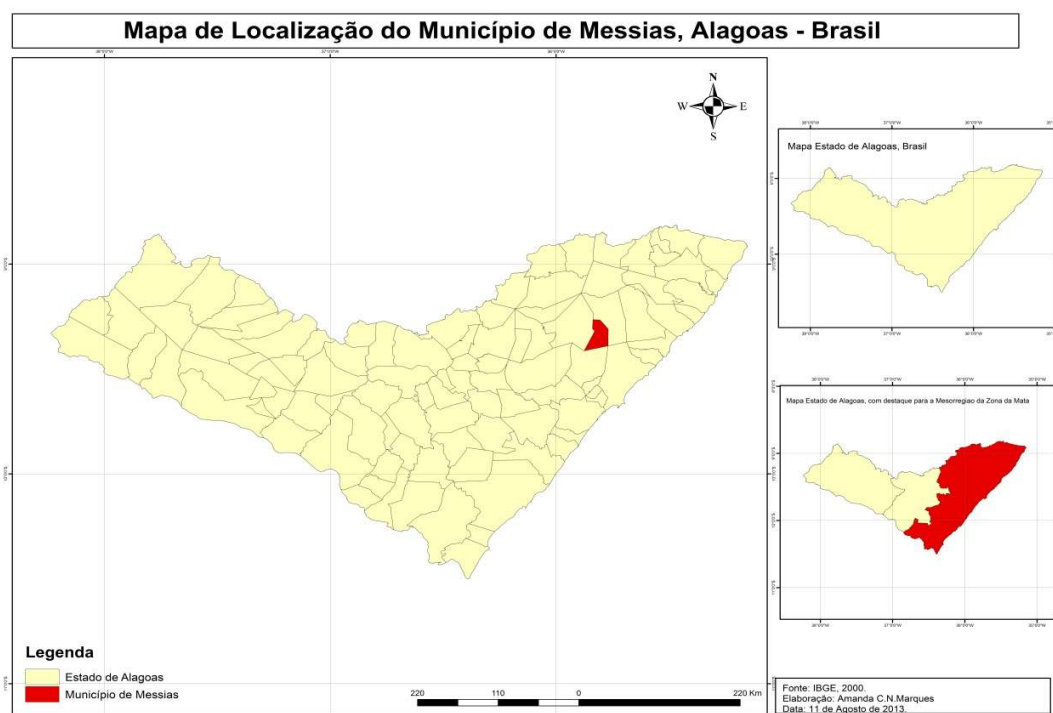 Mapa de Localização do Município de Messias, Alagoas - Brasil
N
W
E
S
Mapa Estado de Alagoas, Brasil
Mapa Estado de Alagoas, com destaque para a Mesorregiao da Zona da Mata
Legenda
Estado de Alagoas
Município de Messias
220 110 0 220 Km
Fonte: IBGE, 2000.
Elaboração: Amanda C.N.Marques
Data: 11 de Agosto de 2013.